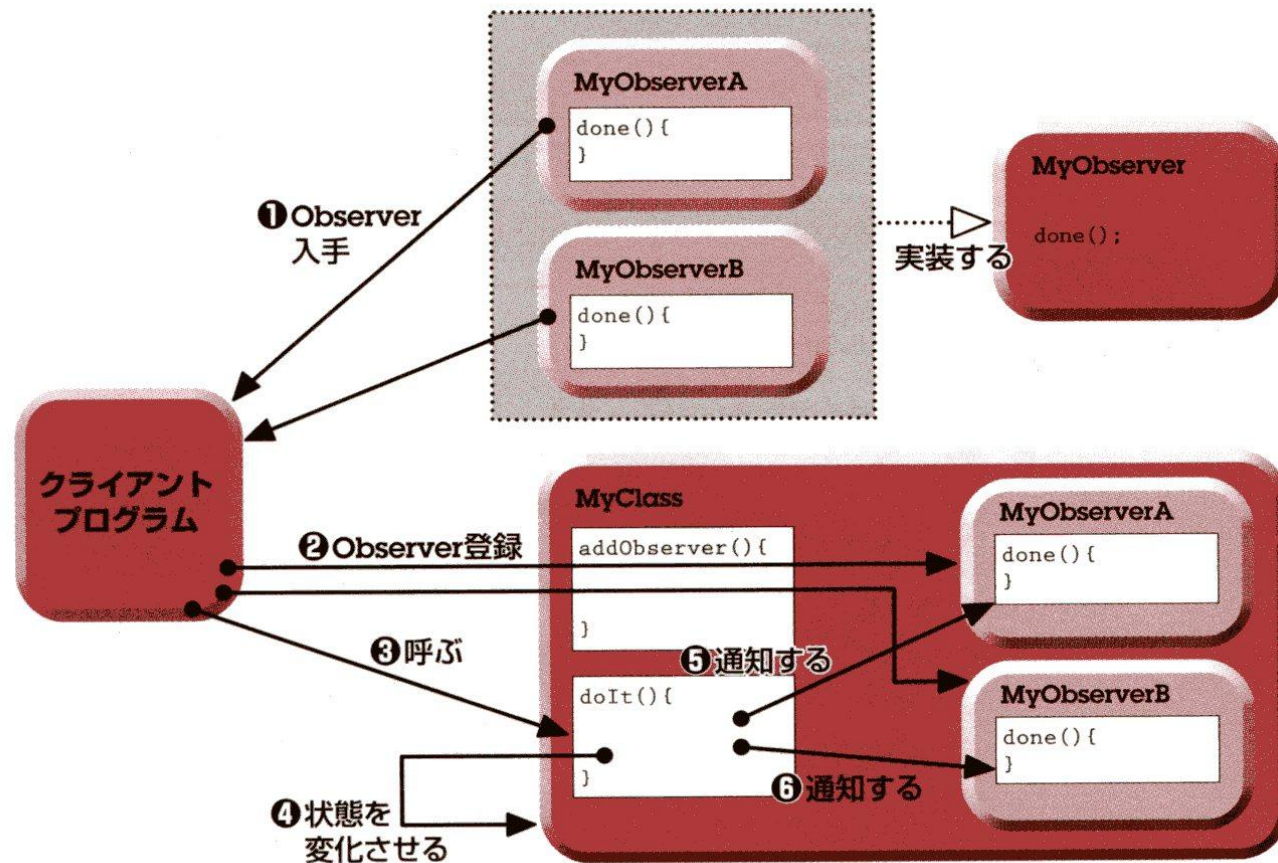 MyObserverA
done(){
}
MyObserver
done();
❶Observer
入手
実装する
MyObserverB
done(){
}
クライアント
プログラム
MyClass
addObserver(){
}
❷Observer登録
MyObserverA
done(){
}
❸呼ぶ
❺通知する
doIt(){
}
MyObserverB
done(){
}
❻通知する
❹状態を
変化させる